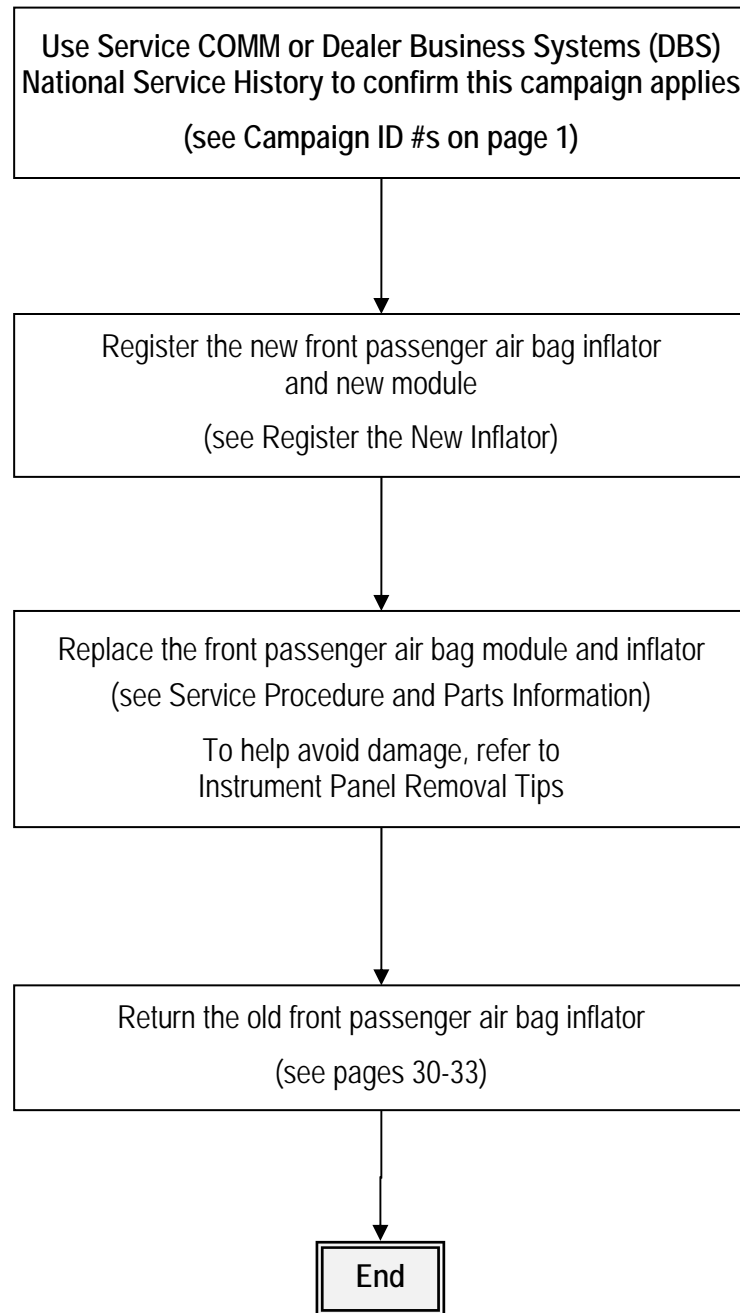 Use Service COMM or Dealer Business Systems (DBS)
National Service History to confirm this campaign applies
(see Campaign ID #s on page 1)
Register the new front passenger air bag inflator
and new module
(see Register the New Inflator)
Replace the front passenger air bag module and inflator
(see Service Procedure and Parts Information)
To help avoid damage, refer to
Instrument Panel Removal Tips
Return the old front passenger air bag inflator
(see pages 30-33)
End